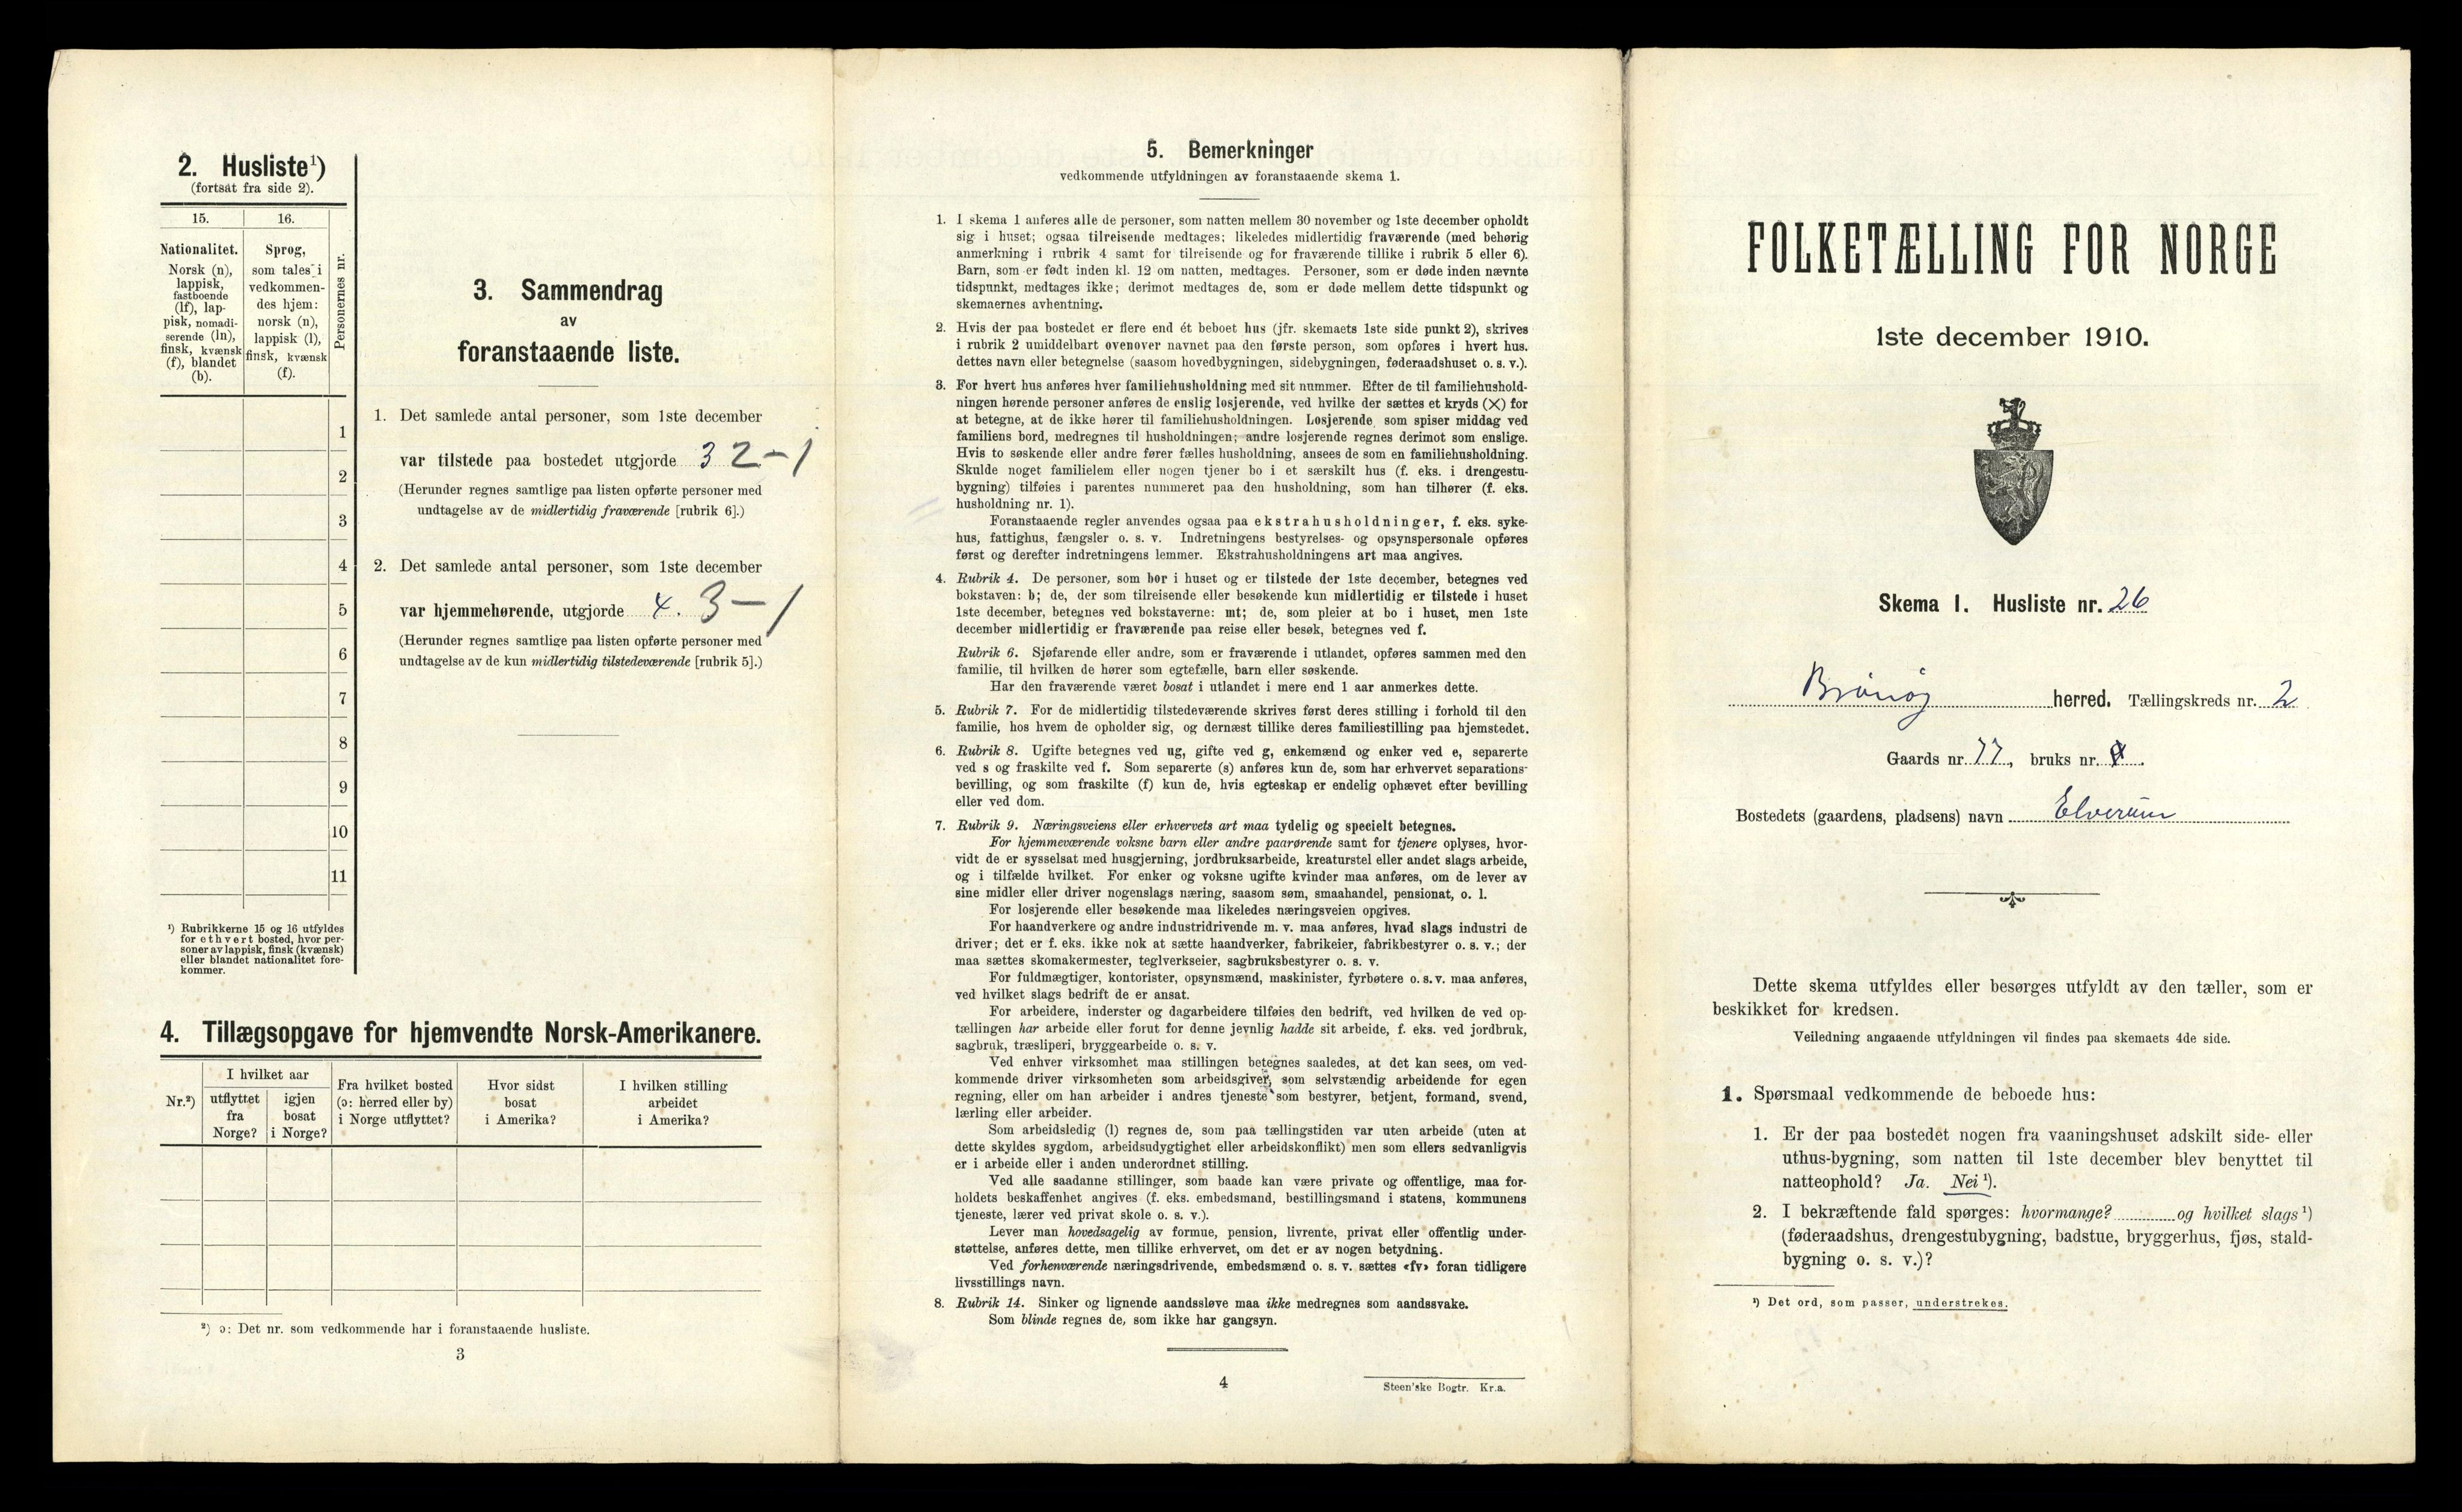 2. Husliste¹)
(fortsat fra side 2).
15.
16.
Personernes nr.
Nationalitet.
Norsk (n),
lappisk,
fastboende
(lf), lap-
pisk, nomadi-
serende (ln),
finsk, kvænsk
(f), blandet
(b).
Sprog,
som tales i
vedkommen-
des hjem:
norsk (n),
lappisk (l),
finsk, kvænsk
(f).
1
2
3
4
5
6
7
8
9
10
11
¹) Rubrikkerne 15 og 16 utfyldes
for ethvert bosted, hvor per-
soner av lappisk, finsk (kvænsk)
eller blandet nationalitet fore-
kommer.
3. Sammendrag
av
foranstaaende liste.
1. Det samlede antal personer, som 1ste december
var tilstede paa bostedet utgjorde 3 2-1
(Herunder regnes samtlige paa listen opførte personer med
undtagelse av de midlertidig fraværende [rubrik 6].)
2. Det samlede antal personer, som 1ste december
var hjemmehørende, utgjorde 4. 3-1
(Herunder regnes samtlige paa listen opførte personer med
undtagelse av de kun midlertidig tilstedeværende [rubrik 5].)
4. Tillægsopgave for hjemvendte Norsk-Amerikanere.
Nr.²)
I hvilket aar
utflyttet
fra
Norge?
igjen
bosat
i Norge?
Fra hvilket bosted
(ɔ: herred eller by)
i Norge utflyttet?
Hvor sidst
bosat
i Amerika?
I hvilken stilling
arbeidet
i Amerika?
²) ɔ: Det nr. som vedkommende har i foranstaaende husliste.
3
5. Bemerkninger
vedkommende utfyldningen av foranstaaende skema 1.
1. I skema 1 anføres alle de personer, som natten mellem 30 november og 1ste december opholdt
sig i huset; ogsaa tilreisende medtages; likeledes midlertidig fraværende (med behørig
anmerkning i rubrik 4 samt for tilreisende og for fraværende tillike i rubrik 5 eller 6).
Barn, som er født inden kl. 12 om natten, medtages. Personer, som er døde inden nævnte
tidspunkt, medtages ikke; derimot medtages de, som er døde mellem dette tidspunkt og
skemaernes avhentning.
2. Hvis der paa bostedet er flere end ét beboet hus (jfr. skemaets 1ste side punkt 2), skrives
i rubrik 2 umiddelbart ovenover navnet paa den første person, som opføres i hvert hus.
dettes navn eller betegnelse (saasom hovedbygningen, sidebygningen, føderaadshuset o. s. v.).
3. For hvert hus anføres hver familiehusholdning med sit nummer. Efter de til familiehushold-
ningen hørende personer anføres de enslig losjerende, ved hvilke der sættes et kryds (×) for
at betegne, at de ikke hører til familiehusholdningen. Losjerende som spiser middag ved
familiens bord, medregnes til husholdningen; andre losjerende regnes derimot som enslige.
Hvis to søskende eller andre fører fælles husholdning, ansees de som en familiehusholdning.
Skulde noget familielem eller nogen tjener bo i et særskilt hus (f. eks. i drengestu-
bygning) tilføies i parentes nummeret paa den husholdning, som han tilhører (f. eks.
husholdning nr. 1).
Foranstaaende regler anvendes ogsaa paa ekstrahusholdninger, f. eks. syke-
hus, fattighus, fængsler o. s. v. Indretningens bestyrelses- og opsynspersonale opføres
først og derefter indretningens lemmer. Ekstrahusholdningens art maa angives.
4. Rubrik 4. De personer, som bor i huset og er tilstede der 1ste december, betegnes ved
bokstaven: b; de, der som tilreisende eller besøkende kun midlertidig er tilstede i huset
1ste december, betegnes ved bokstaverne: mt; de, som pleier at bo i huset, men 1ste
december midlertidig er fraværende paa reise eller besøk, betegnes ved f.
Rubrik 6. Sjøfarende eller andre, som er fraværende i utlandet, opføres sammen med den
familie, til hvilken de hører som egtefælle, barn eller søskende.
Har den fraværende været bosat i utlandet i mere end 1 aar anmerkes dette.
5. Rubrik 7. For de midlertidig tilstedeværende skrives først deres stilling i forhold til den
familie, hos hvem de opholder sig, og dernæst tillike deres familiestilling paa hjemstedet.
6. Rubrik 8. Ugifte betegnes ved ug, gifte ved g, enkemænd og enker ved e, separerte
ved s og fraskilte ved f. Som separerte (s) anføres kun de, som har erhvervet separations-
bevilling, og som fraskilte (f) kun de, hvis egteskap er endelig ophævet efter bevilling
eller ved dom.
7. Rubrik 9. Næringsveiens eller erhvervets art maa tydelig og specielt betegnes.
For hjemmeværende voksne barn eller andre paarørende samt for tjenere oplyses, hvor-
vidt de er sysselsat med husgjerning, jordbruksarbeide, kreaturstel eller andet slags arbeide,
og i tilfælde hvilket. For enker og voksne ugifte kvinder maa anføres, om de lever av
sine midler eller driver nogenslags næring, saasom søm, smaahandel, pensionat, o. l.
For losjerende eller besøkende maa likeledes næringsveien opgives.
For haandverkere og andre industridrivende m. v. maa anføres, hvad slags industri de
driver; det er f. eks. ikke nok at sætte haandverker, fabrikeier, fabrikbestyrer o. s. v.; der
maa sættes skomakermester, teglverkseier, sagbruksbestyrer o. s. v.
For fuldmægtiger, kontorister, opsynsmænd, maskinister, fyrbøtere o. s. v. maa anføres,
ved hvilket slags bedrift de er ansat.
For arbeidere, inderster og dagarbeidere tilføies den bedrift, ved hvilken de ved op-
tællingen har arbeide eller forut for denne jevnlig hadde sit arbeide, f. eks. ved jordbruk,
sagbruk, træsliperi, bryggearbeide o. s. v.
Ved enhver virksomhet maa stillingen betegnes saaledes, at det kan sees, om ved-
kommende driver virksomheten som arbeidsgiver, som selvstændig arbeidende for egen
regning, eller om han arbeider i andres tjeneste som bestyrer, betjent, formand, svend,
lærling eller arbeider.
Som arbeidsledig (l) regnes de, som paa tællingstiden var uten arbeide (uten at
dette skyldes sygdom, arbeidsudygtighet eller arbeidskonflikt) men som ellers sedvanligvis
er i arbeide eller i anden underordnet stilling.
Ved alle saadanne stillinger, som baade kan være private og offentlige, maa for-
holdets beskaffenhet angives (f. eks. embedsmand, bestillingsmand i statens, kommunens
tjeneste, lærer ved privat skole o. s. v.).
Lever man hovedsagelig av formue, pension, livrente, privat eller offentlig under-
støttelse, anføres dette, men tillike erhvervet, om det er av nogen betydning.
Ved forhenværende næringsdrivende, embedsmænd o. s. v. sættes «fv» foran tidligere
livsstillings navn.
8. Rubrik 14. Sinker og lignende aandssløve maa ikke medregnes som aandssvake.
Som blinde regnes de, som ikke har gangsyn.
4
Steen'ske Bogtr. Kr.a.
FOLKETÆLLING FOR NORGE
1ste december 1910.
Skema 1. Husliste nr. 26
Brönöy herred. Tællingskreds nr. 2
Gaards nr. 77, bruks nr.
Bostedets (gaardens, pladsens) navn Elverum
Dette skema utfyldes eller besørges utfyldt av den tæller, som er
beskikket for kredsen.
Veiledning angaaende utfyldningen vil findes paa skemaets 4de side.
1. Spørsmaal vedkommende de beboede hus:
1. Er der paa bostedet nogen fra vaaningshuset adskilt side- eller
uthus-bygning, som natten til 1ste december blev benyttet til
natteophold? Ja. Nei ¹).
2. I bekræftende fald spørges: hvormange? og hvilket slags ¹)
(føderaadshus, drengestubygning, badstue, bryggerhus, fjøs, stald-
bygning o. s. v.)?
¹) Det ord, som passer, understrekes.